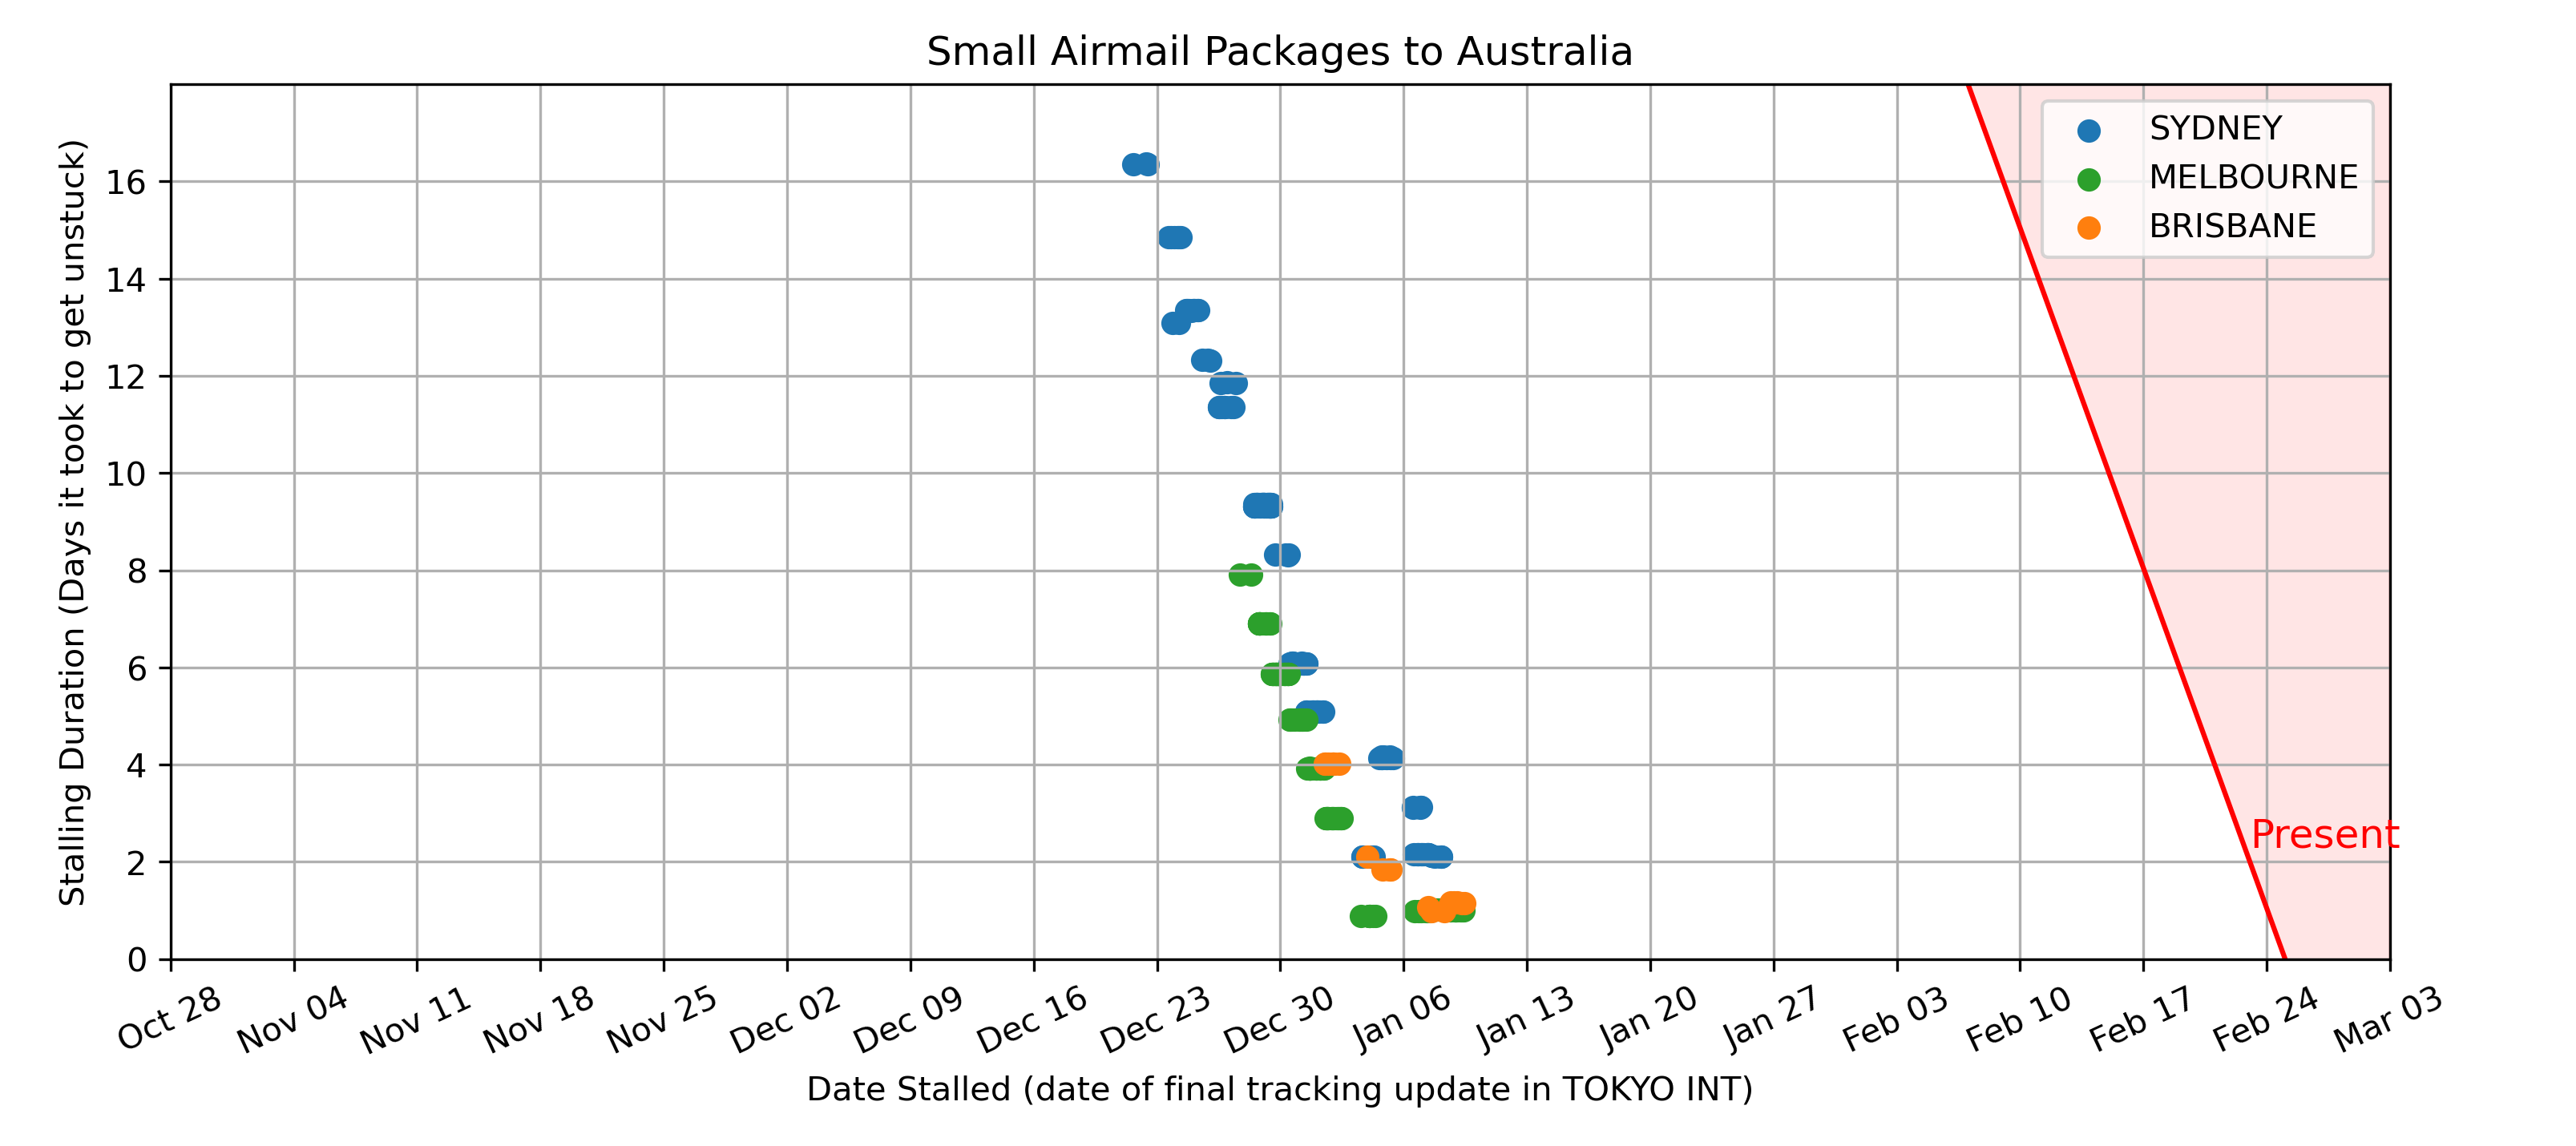 Small Airmail Packages to Australia
Stalling Duration (Days it took to get unstuck)
16
14
12
10
8
6
4
2
0
SYDNEY
MELBOURNE
BRISBANE
Present
Oct 28
Nov 04
Nov 11
Nov 18
Nov 25
Dec 02
Dec 09
Dec 16
Dec 23
Dec 30
Jan 06
Jan 13
Jan 20
Jan 27
Feb 03
Feb 10
Feb 17
Feb 24
Mar 03
Date Stalled (date of final tracking update in TOKYO INT)